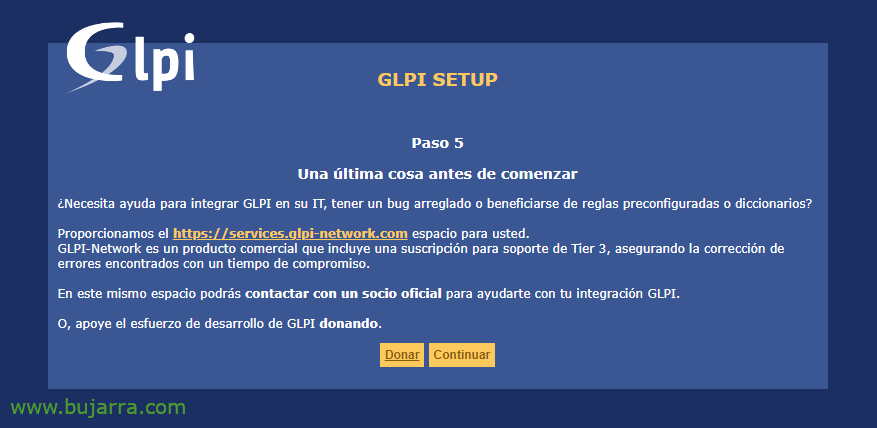 Glpi
GLPI SETUP
Paso 5
Una última cosa antes de comenzar
¿Necesita ayuda para integrar GLPI en su IT, tener un bug arreglado o beneficiarse de reglas preconfiguradas o diccionarios?
Proporcionamos el https://services.glpi-network.com espacio para usted.
GLPI-Network es un producto comercial que incluye una suscripción para soporte de Tier 3, asegurando la corrección de
errores encontrados con un tiempo de compromiso.
En este mismo espacio podrás contactar con un socio oficial para ayudarte con tu integración GLPI.
O, apoye el esfuerzo de desarrollo de GLPI donando.
Donar Continuar
www.bujarra.com